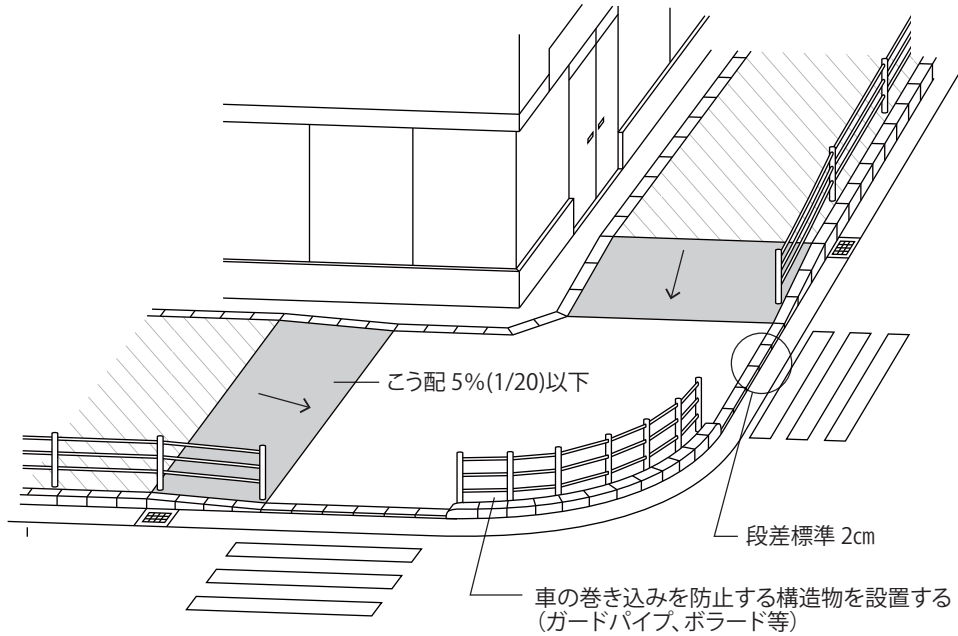 こう配 5%(1/20)以下
段差標準 2㎝
車の巻き込みを防止する構造物を設置する
(ガードパイプ、ボラード等)